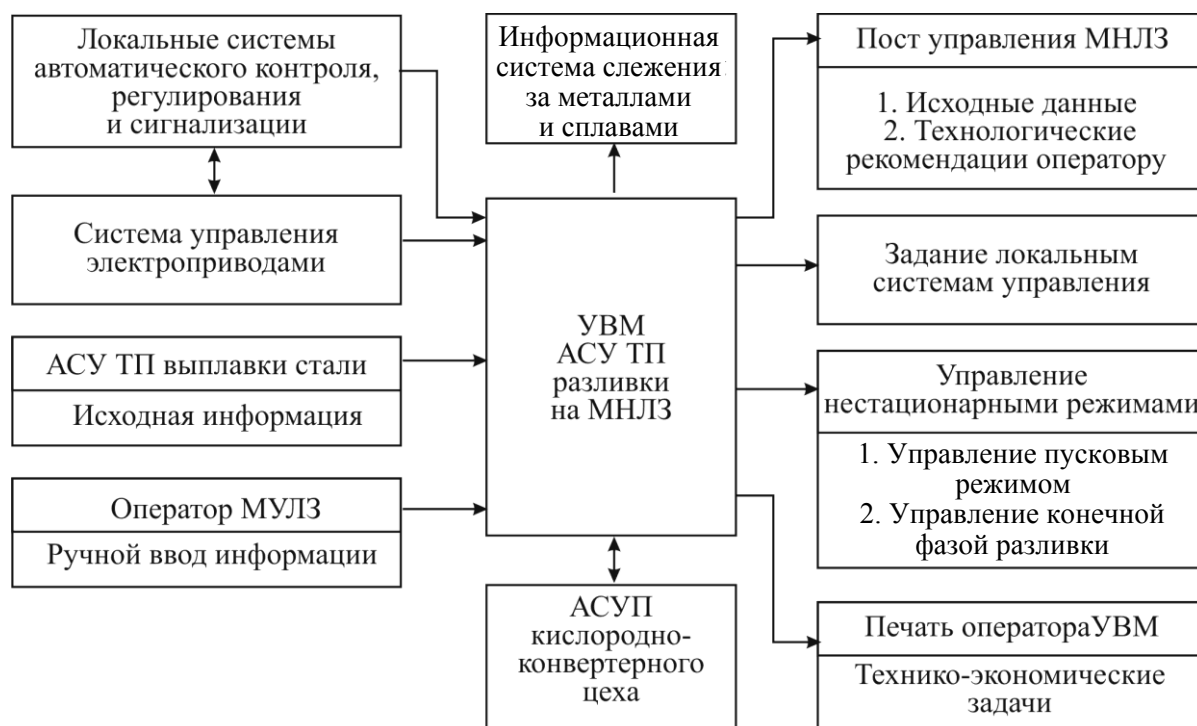 Локальные системы
автоматического контроля,
регулирования
и сигнализации
Система управления
электроприводами
АСУ ТП выплавки стали
Исходная информация
Оператор МУЛЗ
Ручной ввод информации
Информационная
система слежения
за металлами
и сплавами
УВМ
АСУ ТП
разливки
на МНЛЗ
АСУП
кислородно-
конвертерного
цеха
Пост управления МНЛЗ
1. Исходные данные
2. Технологические
рекомендации оператору
Задание локальным
системам управления
Управление
нестационарными режимами
1. Управление пусковым
режимом
2. Управление конечной
фазой разливки
Печать оператораУВМ
Технико-экономические
задачи